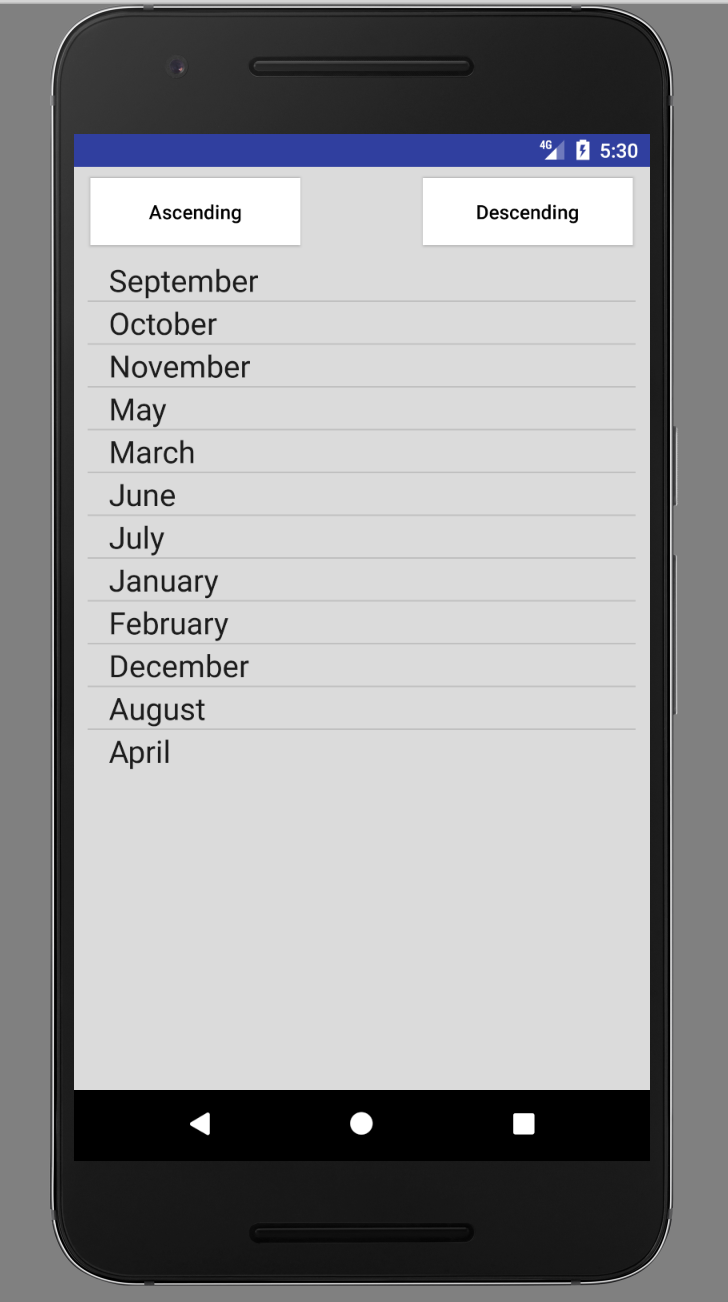 4G 5:30
Ascending Descending
September
October
November
May
March
June
July
January
February
December
August
April